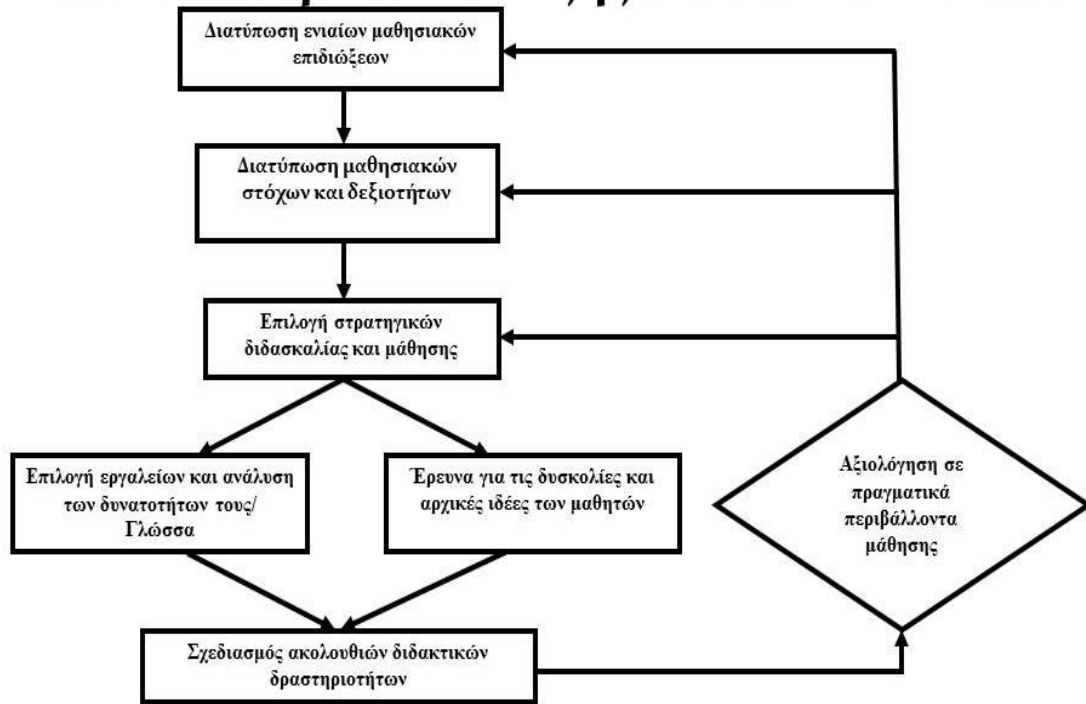 Διατύπωση ενιαίων μαθησιακών
επιδιώξεων
Διατύπωση μαθησιακών
στόχων και δεξιοτήτων
Επιλογή στρατηγικών
διδασκαλίας και μάθησης
Επιλογή εργαλείων και ανάλυση
των δυνατοτήτων τους/
Γλώσσα
Έρευνα για τις δυσκολίες και
αρχικές ιδέες των μαθητών
Αξιολόγηση σε
πραγματικά
περιβάλλοντα
μάθησης
Σχεδιασμός ακολουθιών διδακτικών
δραστηριοτήτων